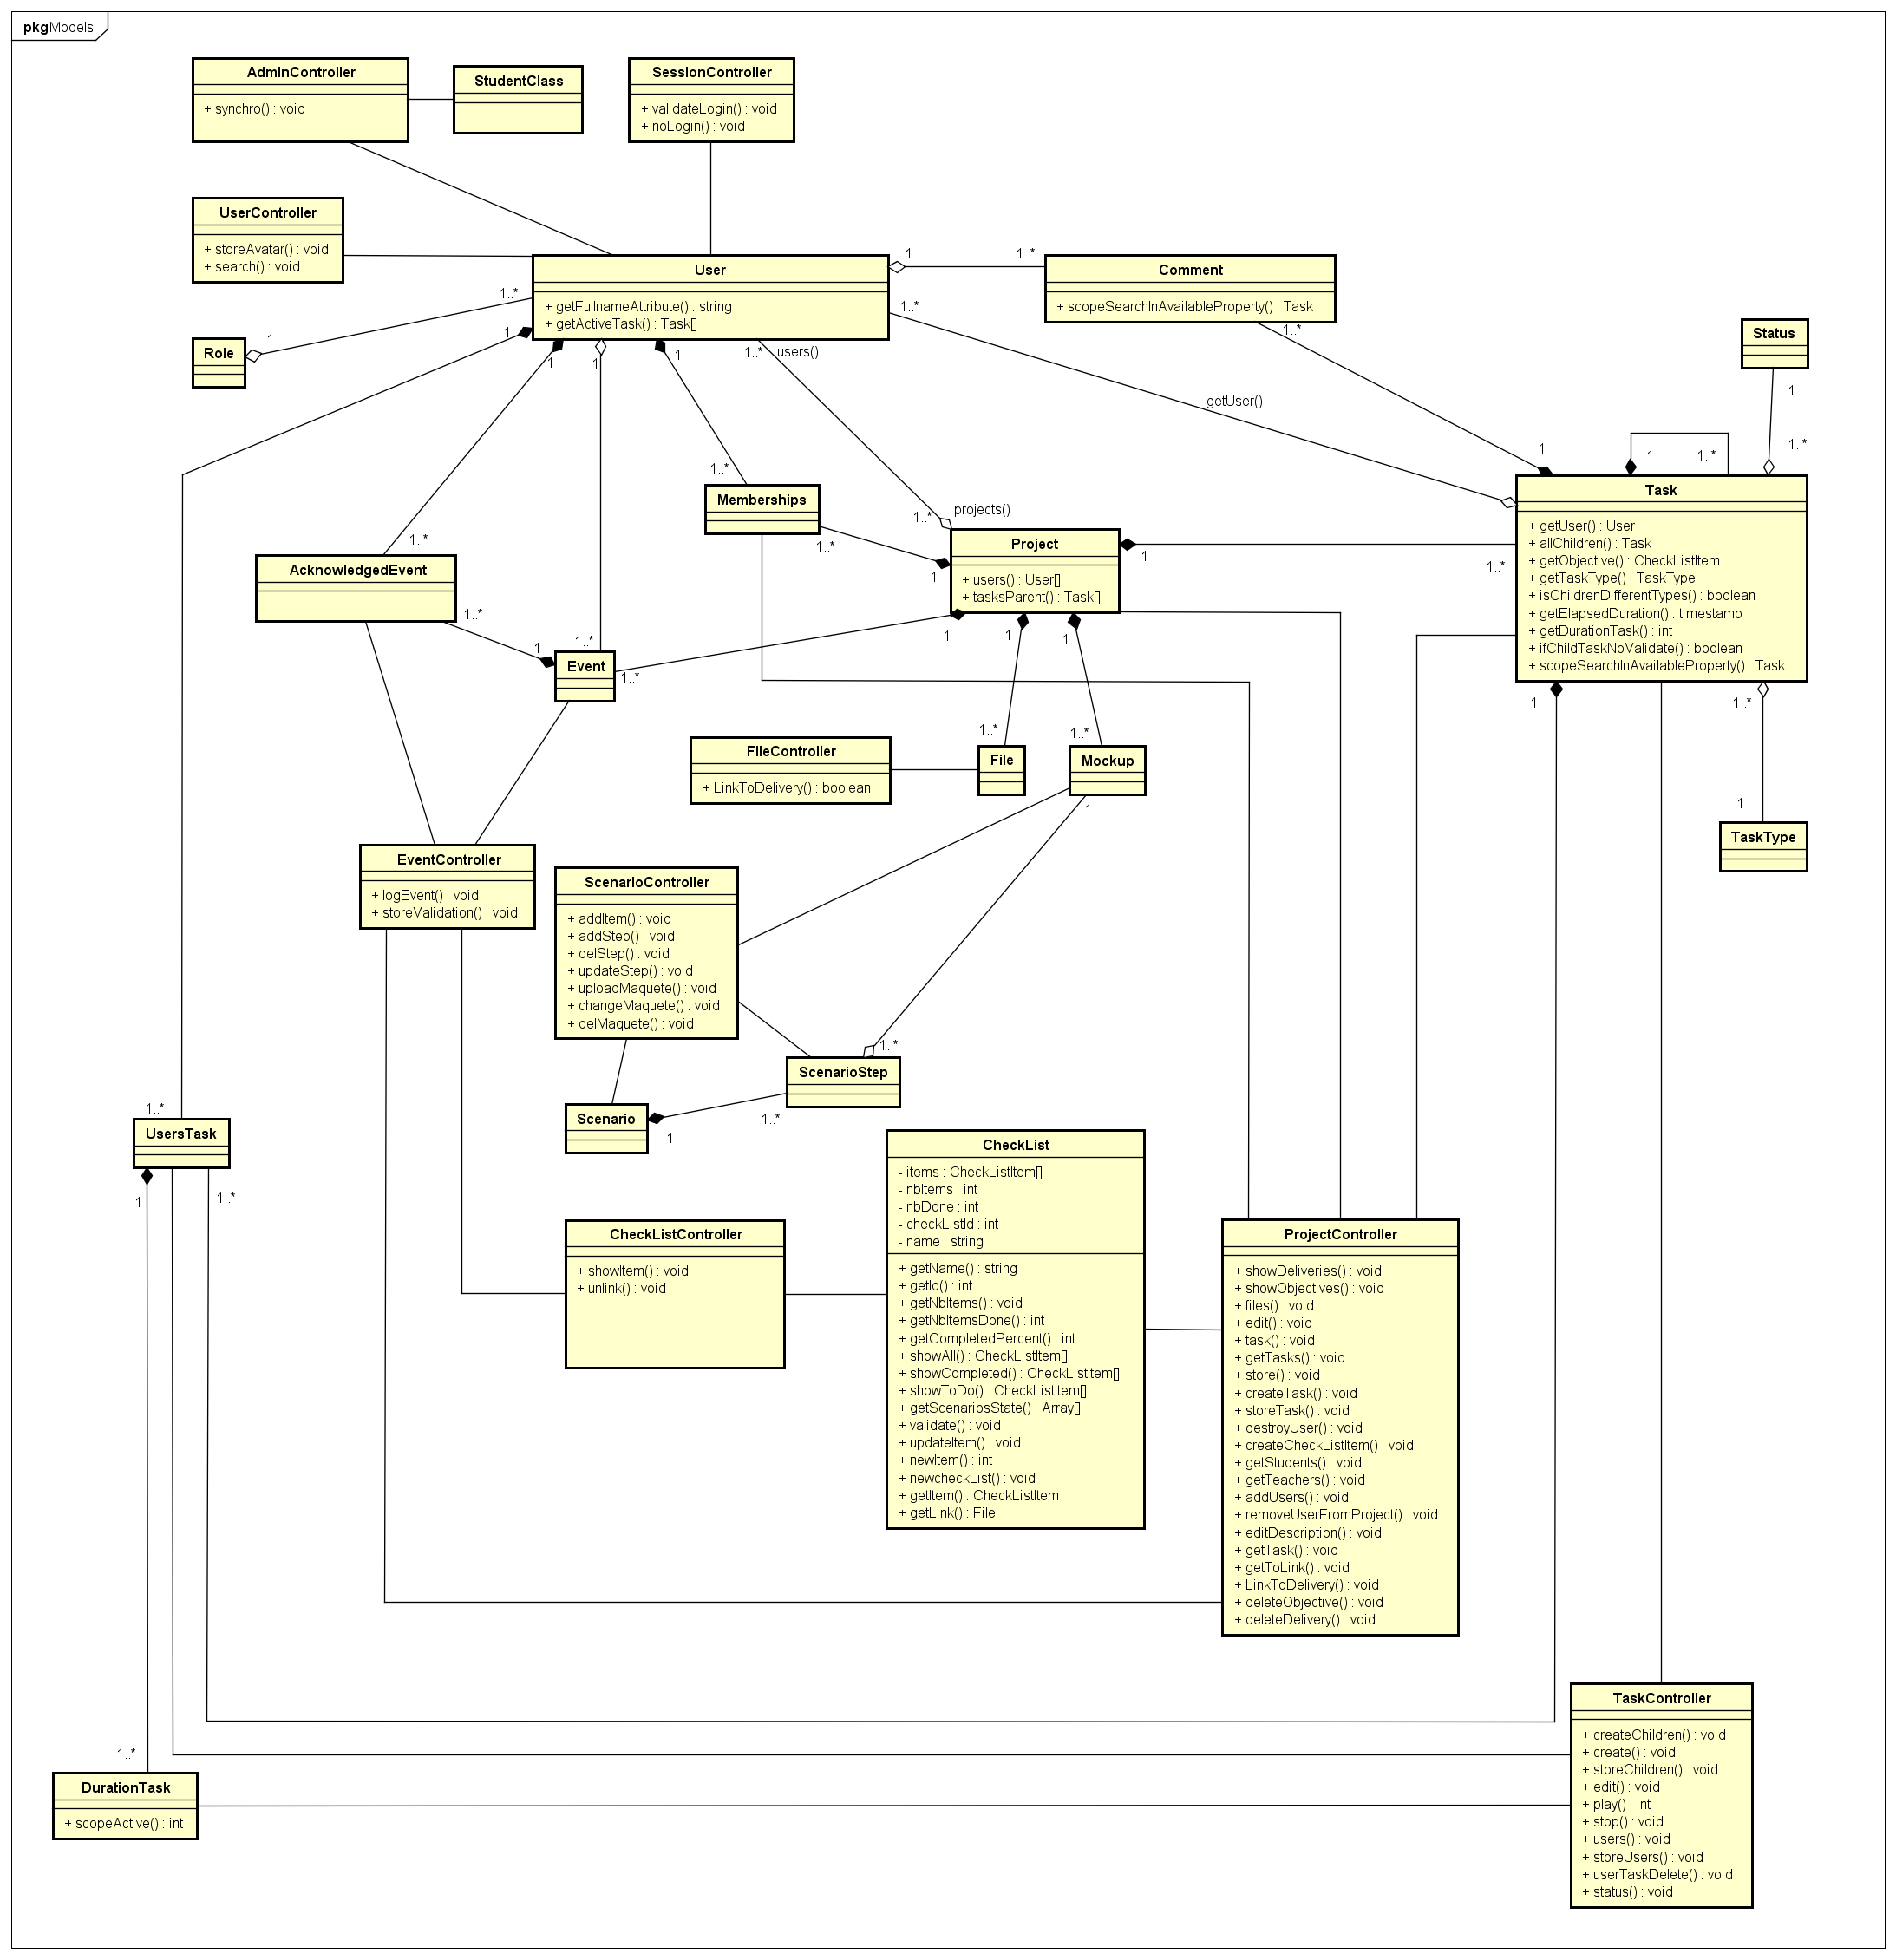 pkgModels
AdminController
+ synchro() : void
StudentClass
SessionController
+ validateLogin() : void
+ noLogin() : void
UserController
+ storeAvatar() : void
+ search() : void
User
+ getFullnameAttribute() : string
+ getActiveTask() : Task[]
1
1..*
Comment
+ scopeSearchInAvailableProperty() : Task
1..*
1
Role
1..*
1
1
1
1
1..*
users()
1..*
getUser()
1..*
Status
1
1..*
1
1
1..*
Task
+ getUser() : User
+ allChildren() : Task
+ getObjective() : CheckListItem
+ getTaskType() : TaskType
+ isChildrenDifferentTypes() : boolean
+ getElapsedDuration() : timestamp
+ getDurationTask() : int
+ ifChildTaskNoValidate() : boolean
+ scopeSearchInAvailableProperty() : Task
1..*
Memberships
1..*
projects()
1..*
1
Project
+ users() : User[]
+ tasksParent() : Task[]
1
1..*
1..*
AcknowledgedEvent
1..*
1
1..*
Event
1
1..*
1
1
1
1..*
1..*
1..*
FileController
+ LinkToDelivery() : boolean
File
Mockup
1
1
TaskType
EventController
+ logEvent() : void
+ storeValidation() : void
ScenarioController
+ addItem() : void
+ addStep() : void
+ delStep() : void
+ updateStep() : void
+ uploadMaquete() : void
+ changeMaquete() : void
+ delMaquete() : void
1..*
ScenarioStep
Scenario
1
1..*
1..*
UsersTask
1
1..*
CheckList
- items : CheckListItem[]
- nbItems : int
- nbDone : int
- checkListId : int
- name : string
+ getName() : string
+ getId() : int
+ getNbItems() : void
+ getNbItemsDone() : int
+ getCompletedPercent() : int
+ showAll() : CheckListItem[]
+ showCompleted() : CheckListItem[]
+ showToDo() : CheckListItem[]
+ getScenariosState() : Array[]
+ validate() : void
+ updateItem() : void
+ newItem() : int
+ newcheckList() : void
+ getItem() : CheckListItem
+ getLink() : File
CheckListController
+ showItem() : void
+ unlink() : void
ProjectController
+ showDeliveries() : void
+ showObjectives() : void
+ files() : void
+ edit() : void
+ task() : void
+ getTasks() : void
+ store() : void
+ createTask() : void
+ storeTask() : void
+ destroyUser() : void
+ createCheckListItem() : void
+ getStudents() : void
+ getTeachers() : void
+ addUsers() : void
+ removeUserFromProject() : void
+ editDescription() : void
+ getTask() : void
+ getToLink() : void
+ LinkToDelivery() : void
+ deleteObjective() : void
+ deleteDelivery() : void
TaskController
+ createChildren() : void
+ create() : void
+ storeChildren() : void
+ edit() : void
+ play() : int
+ stop() : void
+ users() : void
+ storeUsers() : void
+ userTaskDelete() : void
+ status() : void
1..*
DurationTask
+ scopeActive() : int